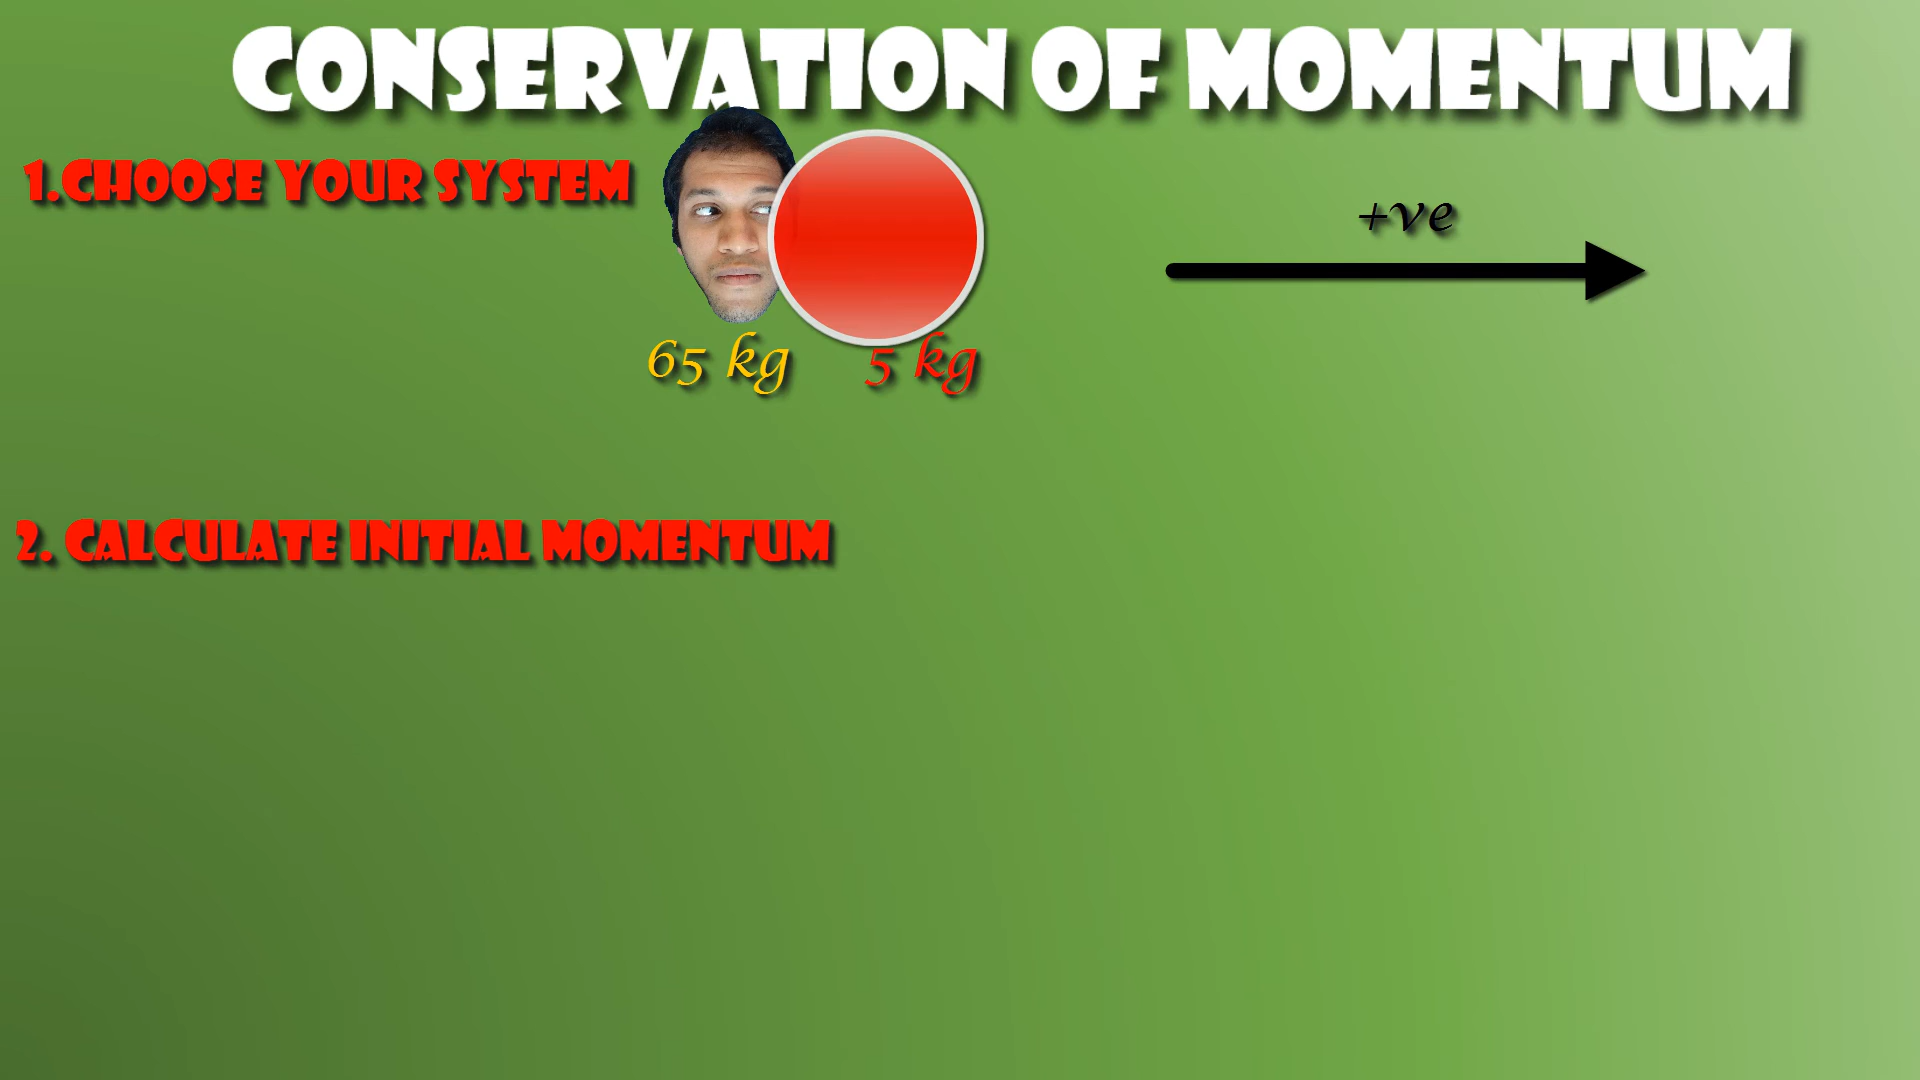 CONSERVATION OF MOMENTUM
1.CHOOSE YOUR SYSTEM
+ve
65 kg 5 kg
2. CALCULATE INITIAL MOMENTUM